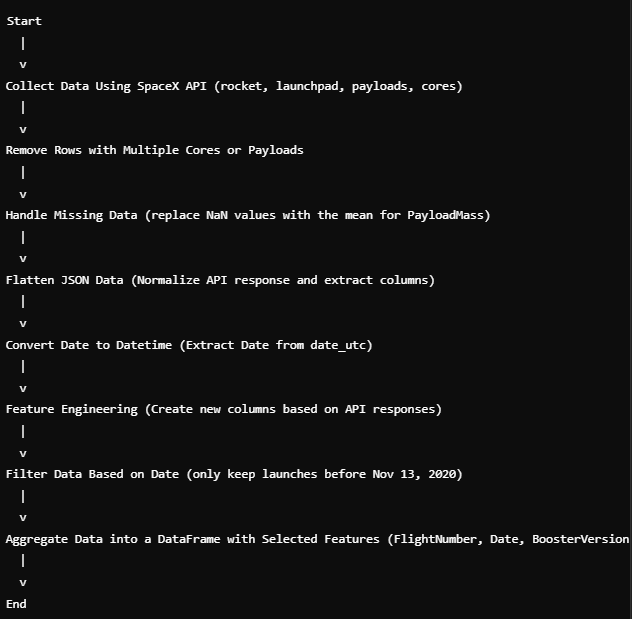 Start
|
v
Collect Data Using SpaceX API (rocket, launchpad, payloads, cores)
|
v
Remove Rows with Multiple Cores or Payloads
|
v
Handle Missing Data (replace NaN values with the mean for PayloadMass)
|
v
Flatten JSON Data (Normalize API response and extract columns)
|
v
Convert Date to Datetime (Extract Date from date_utc)
|
v
Feature Engineering (Create new columns based on API responses)
|
v
Filter Data Based on Date (only keep launches before Nov 13, 2020)
|
v
Aggregate Data into a DataFrame with Selected Features (FlightNumber, Date, BoosterVersion
|
v
End